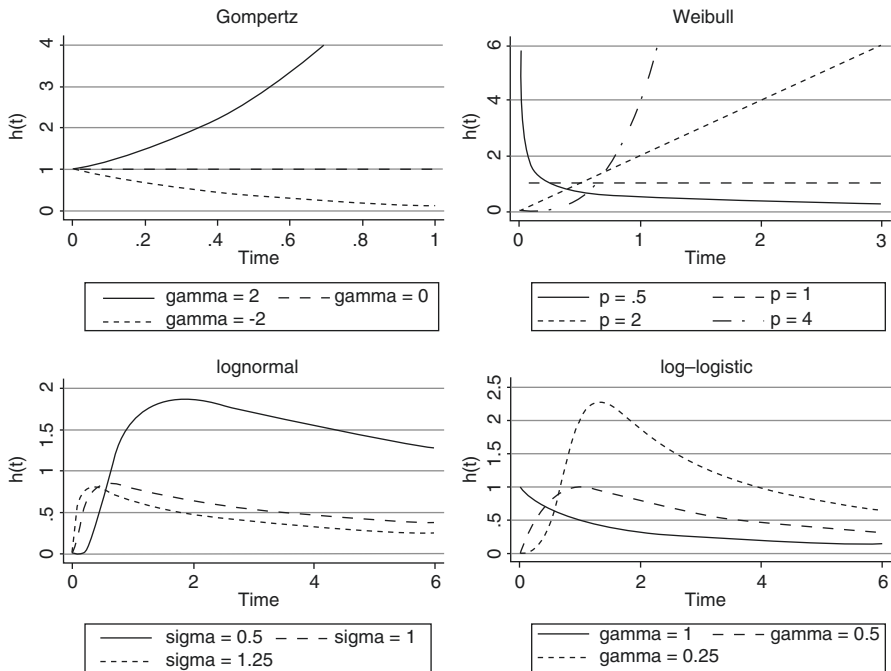 Gompertz
4
3
2
1
0
h(t)
0
.2
.4
.6
.8
1
Time
gamma = 2
gamma = 0
gamma = -2
Weibull
6
4
2
0
h(t)
0
1
2
3
Time
p = .5
p = 1
p = 2
p = 4
lognormal
2
1.5
1
.5
0
h(t)
0
2
4
6
Time
sigma = 0.5
sigma = 1
sigma = 1.25
log–logistic
2.5
2
1.5
1
.5
0
h(t)
0
2
4
6
Time
gamma = 1
gamma = 0.5
gamma = 0.25